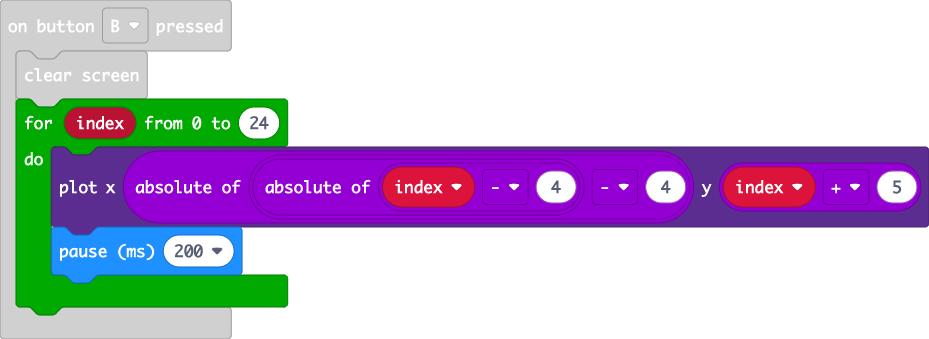 on button B pressed
clear screen
for index from 0 to 24
do
plot x absolute of absolute of index - 4 - 4 y index + 5
pause (ms) 200